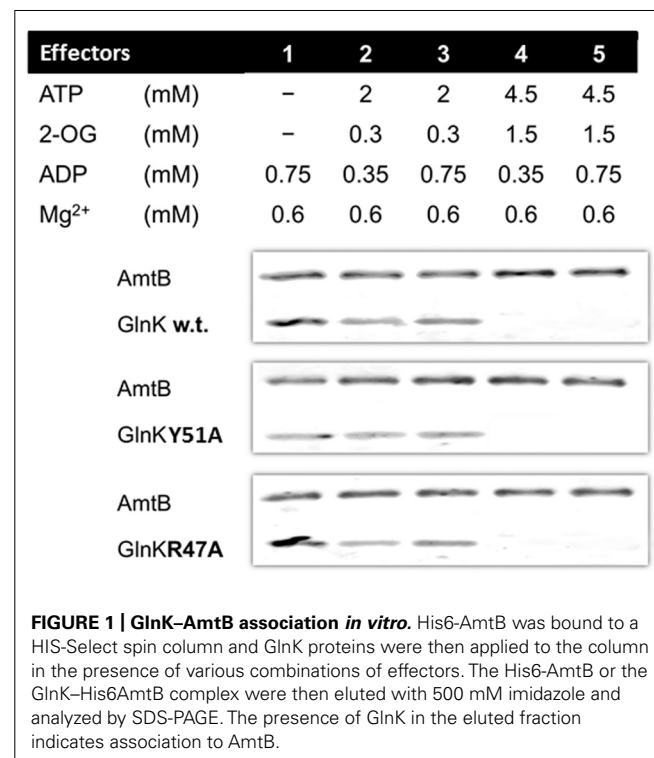 Effectors 1 2 3 4 5
ATP (mM) – 2 2 4.5 4.5
2-OG (mM) – 0.3 0.3 1.5 1.5
ADP (mM) 0.75 0.35 0.75 0.35 0.75
Mg²⁺ (mM) 0.6 0.6 0.6 0.6 0.6
AmtB
GlnK w.t.
AmtB
GlnKY51A
AmtB
GlnKR47A
FIGURE 1 | GlnK–AmtB association in vitro. His6-AmtB was bound to a
HIS-Select spin column and GlnK proteins were then applied to the column
in the presence of various combinations of effectors. The His6-AmtB or the
GlnK–His6AmtB complex were then eluted with 500 mM imidazole and
analyzed by SDS-PAGE. The presence of GlnK in the eluted fraction
indicates association to AmtB.